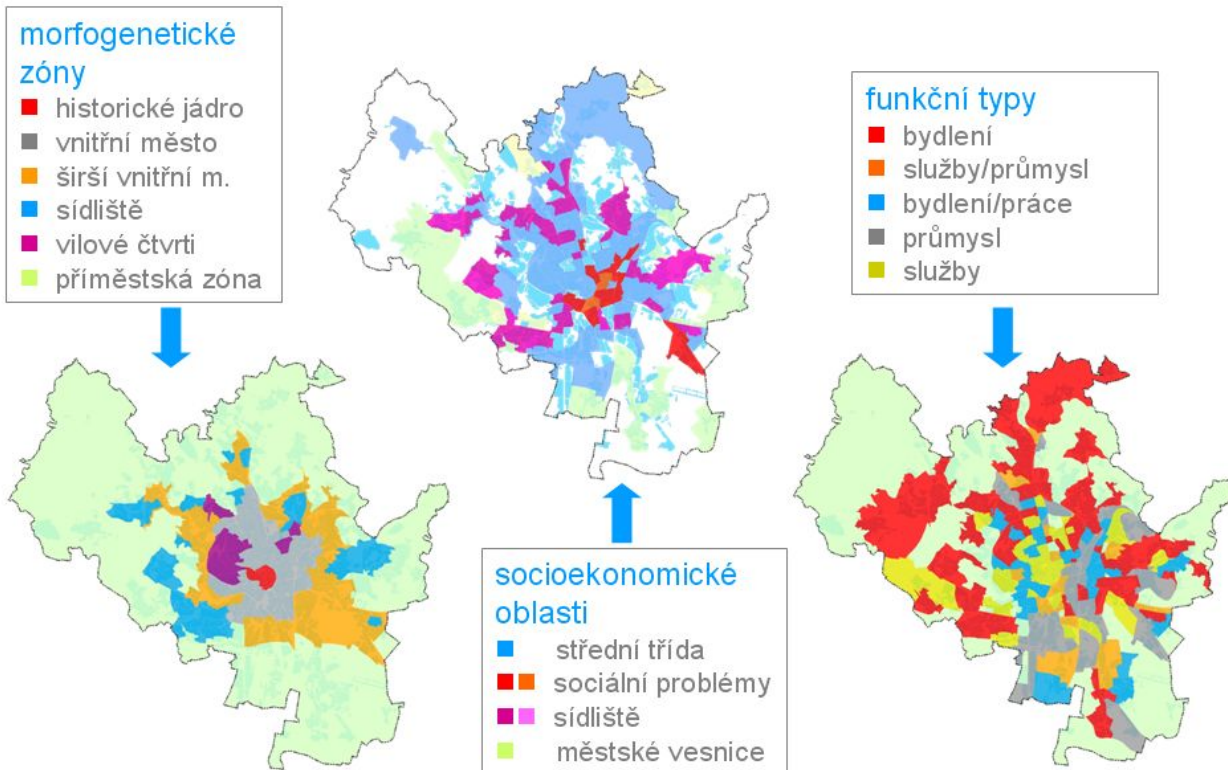 morfogenetické
zóny
historické jádro
vnitřní město
širší vnitřní m.
sídliště
vilové čtvrti
příměstská zóna
funkční typy
bydlení
služby/průmysl
bydlení/práce
průmysl
služby
socioekonomické
oblasti
střední třída
sociální problémy
sídliště
městské vesnice